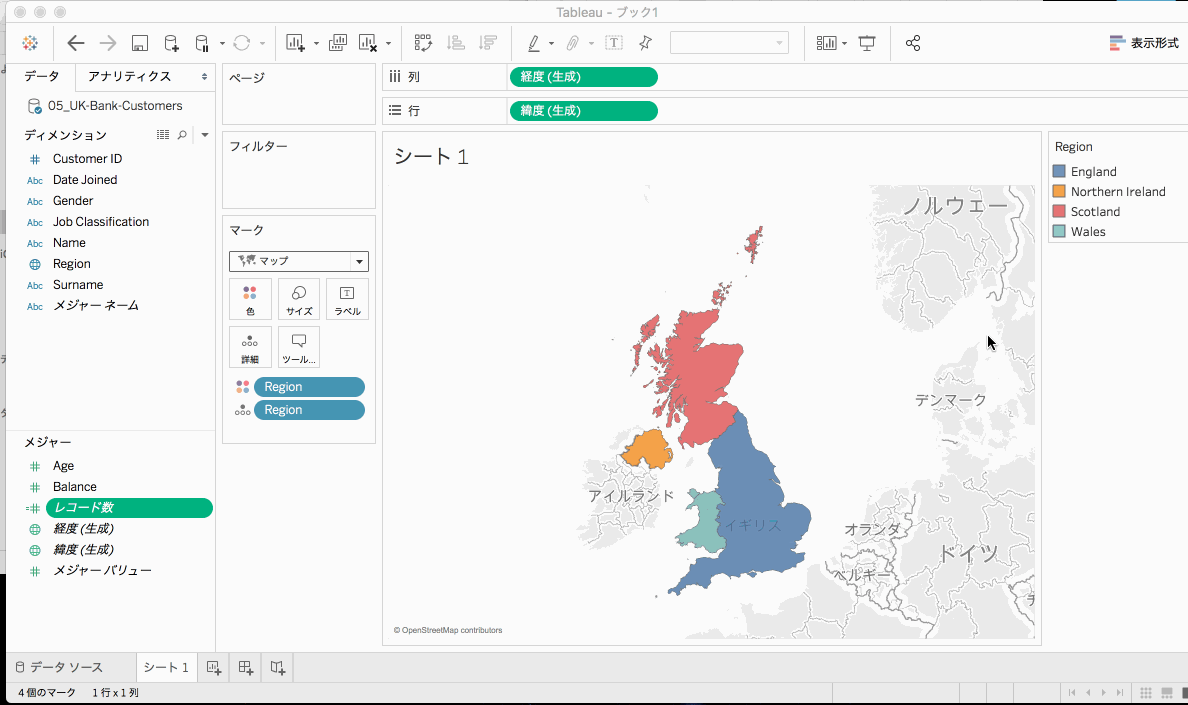 Tableau - ブック1
表示形式
データ
アナリティクス
05_UK-Bank-Customers
ディメンション
Customer ID
Abc Date Joined
Abc Gender
Abc Job Classification
Abc Name
Region
Abc Surname
Abc メジャー ネーム
メジャー
Age
Balance
レコード数
経度 (生成)
緯度 (生成)
メジャー バリュー
ページ
フィルター
マーク
マップ
色
サイズ
ラベル
詳細
ツール...
Region
Region
列
経度 (生成)
行
緯度 (生成)
シート 1
ノルウェー
デンマーク
アイルランド
イギリス
オランダ
ドイツ
ベルギー
© OpenStreetMap contributors
Region
England
Northern Ireland
Scotland
Wales
データ ソース
シート 1
4 個のマーク
1 行 x 1 列